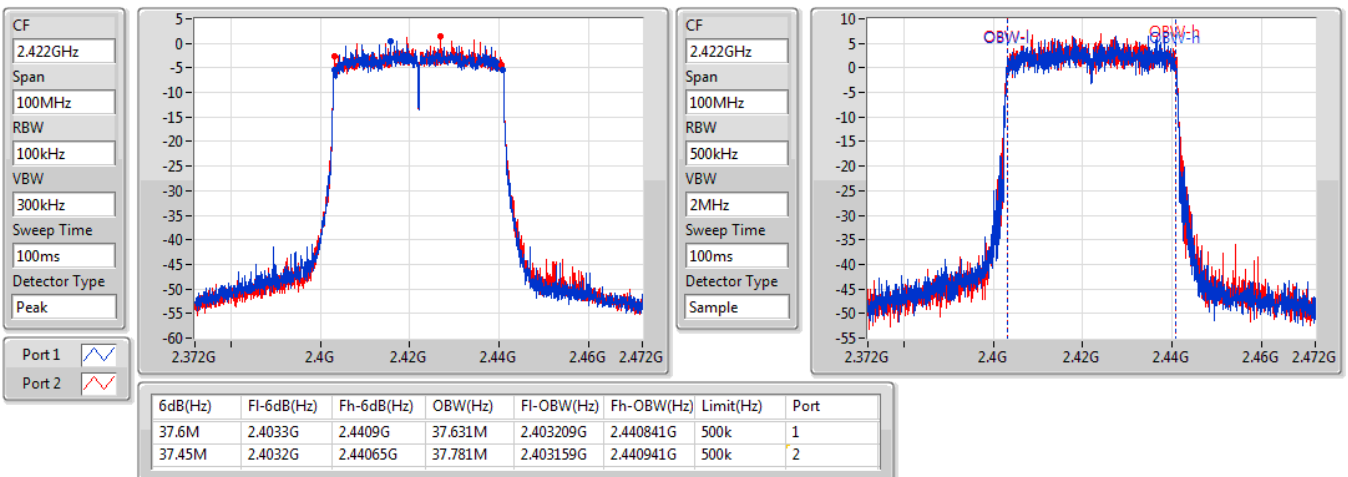 CF
2.422GHz
Span
100MHz
RBW
100kHz
VBW
300kHz
Sweep Time
100ms
Detector Type
Peak
Port 1
Port 2
5
0
-5
-10
-15
-20
-25
-30
-35
-40
-45
-50
-55
-60
2.372G 2.4G 2.42G 2.44G 2.46G 2.472G
CF
2.422GHz
Span
100MHz
RBW
500kHz
VBW
2MHz
Sweep Time
100ms
Detector Type
Sample
10
5
0
-5
-10
-15
-20
-25
-30
-35
-40
-45
-50
-55
OBW-l OBW-h
OBW-h
2.372G 2.4G 2.42G 2.44G 2.46G 2.472G
6dB(Hz) Fl-6dB(Hz) Fh-6dB(Hz) OBW(Hz) Fl-OBW(Hz) Fh-OBW(Hz) Limit(Hz) Port
37.6M 2.4033G 2.4409G 37.631M 2.403209G 2.440841G 500k 1
37.45M 2.4032G 2.44065G 37.781M 2.403159G 2.440941G 500k 2